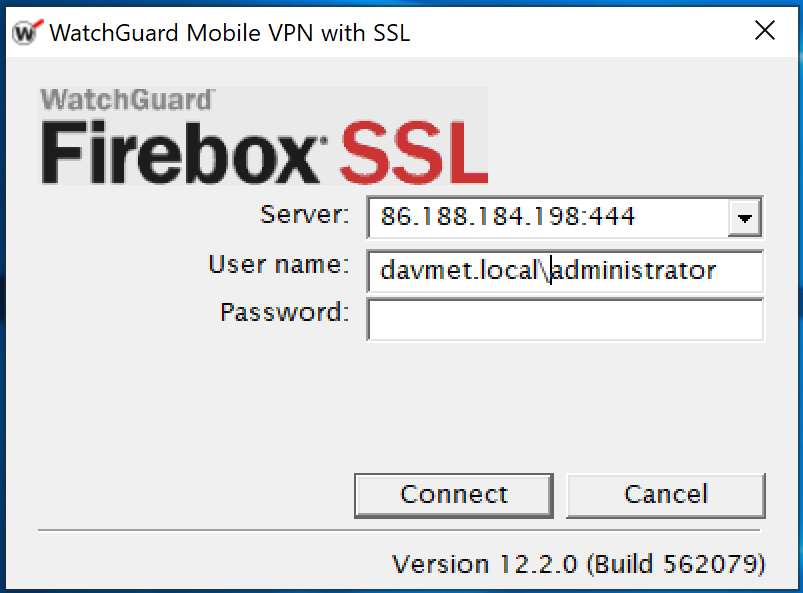 WatchGuard Mobile VPN with SSL
WatchGuard
Firebox SSL
Server: 86.188.184.198:444
User name: davmet.local\administrator
Password:
Connect Cancel
Version 12.2.0 (Build 562079)